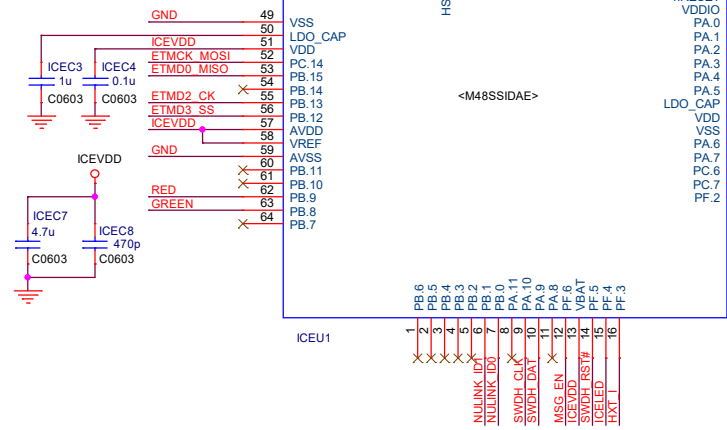 GND 49 VSS
50 LDO_CAP
ICEVDD 51 VDD
ETMCK_MOSI 52 PC.14
ETMD0_MISO 53 PB.15
54 PB.14
ETMD2_CK 55 PB.13
ETMD3_SS 56 PB.12
ICEVDD 57 AVDD
58 VREF
GND 59 AVSS
60 PB.11
61 PB.10
RED 62 PB.9
GREEN 63 PB.8
64 PB.7
ICEC3
1u
C0603
ICEC4
0.1u
C0603
ICEVDD
ICEC7
4.7u
C0603
ICEC8
470p
C0603
HS
<M48SSIDAE>
VDDIO
PA.0
PA.1
PA.2
PA.3
PA.4
PA.5
LDO_CAP
VDD
VSS
PA.6
PA.7
PC.6
PC.7
PF.2
ICEU1
PB.6 1
PB.5 2
PB.4 3
PB.3 4
PB.2 5
PB.1 6 NULINK_ID1
PB.0 7 NULINK_ID0
PA.11 8
PA.10 9 SWDH_CLK
PA.9 10 SWDH_DAT
PA.8 11
PF.6 12 MSG_EN
VBAT 13 ICEVDD
PF.5 14 SWDH_RST#
PF.4 15 ICELED
PF.3 16 HXT_I